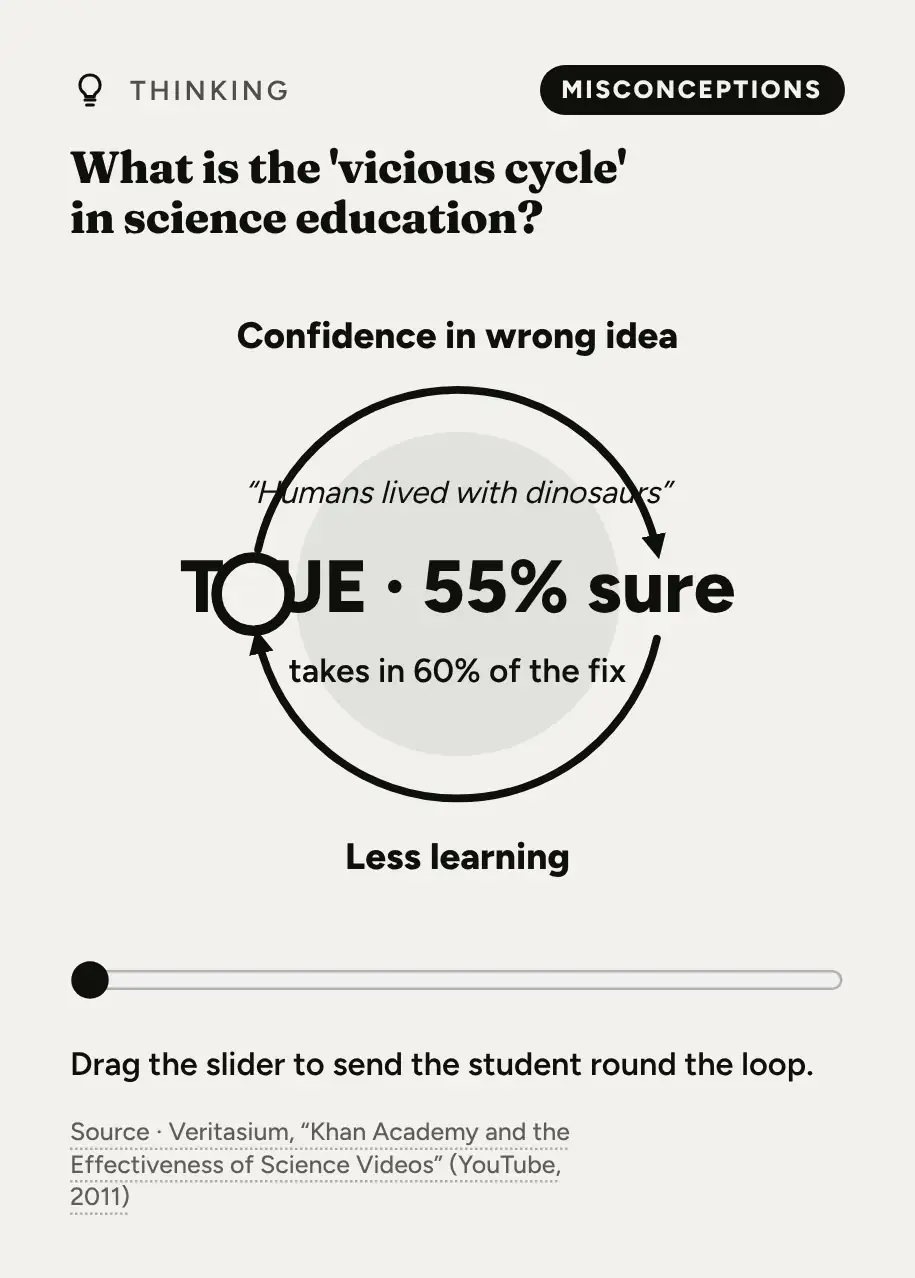 THINKING
MISCONCEPTIONS
What is the 'vicious cycle'
in science education?
Confidence in wrong idea
“Humans lived with dinosaurs”
TRUE · 55% sure
takes in 60% of the fix
Less learning
Drag the slider to send the student round the loop.
Source · Veritasium, “Khan Academy and the
Effectiveness of Science Videos” (YouTube,
2011)